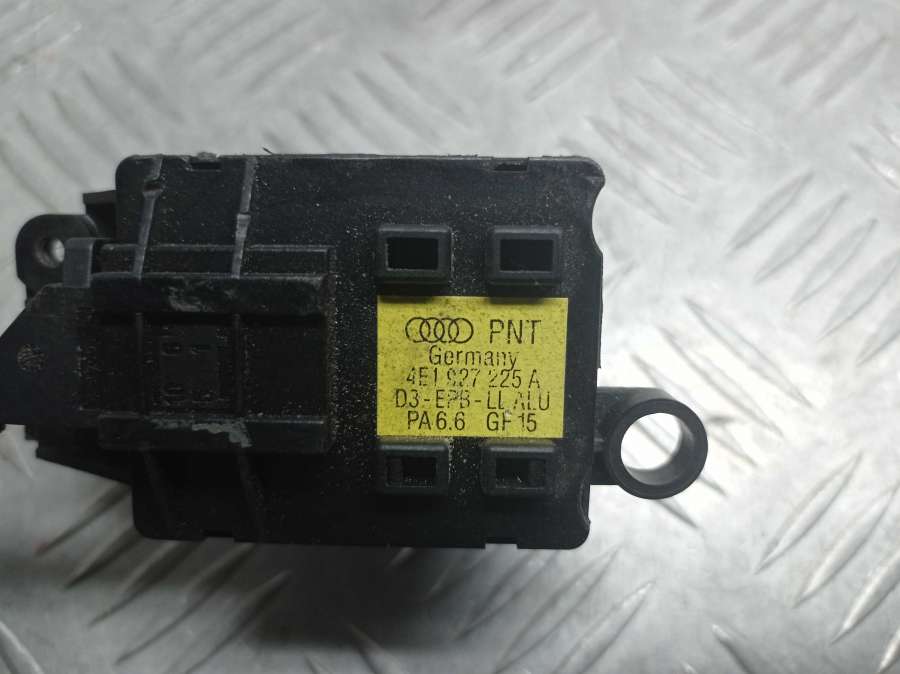 PNT
Germany
4E1 927 225 A
D3-EPB-LL ALU
PA6.6 GF15